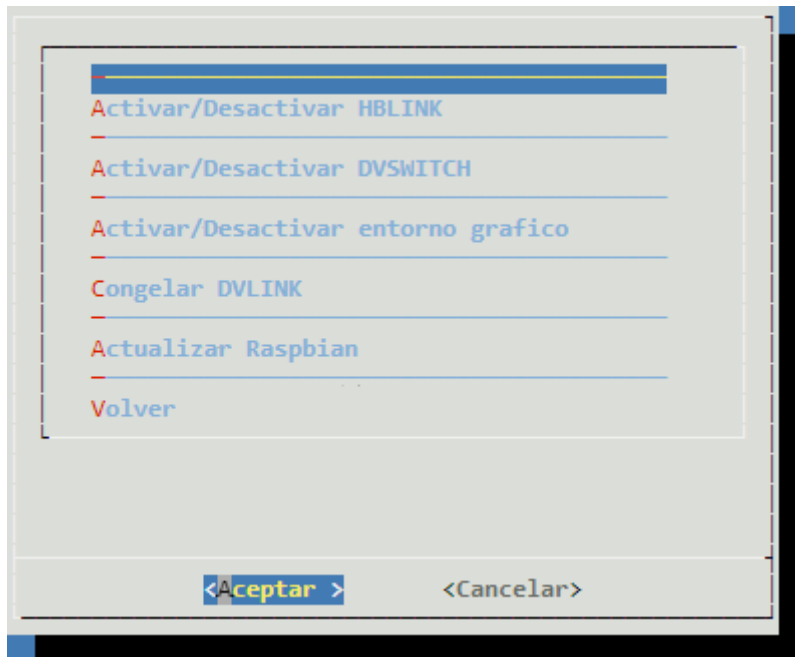 Activar/Desactivar HBLINK
Activar/Desactivar DVSWITCH
Activar/Desactivar entorno grafico
Congelar DVLINK
Actualizar Raspbian
Volver
<Aceptar > <Cancelar>